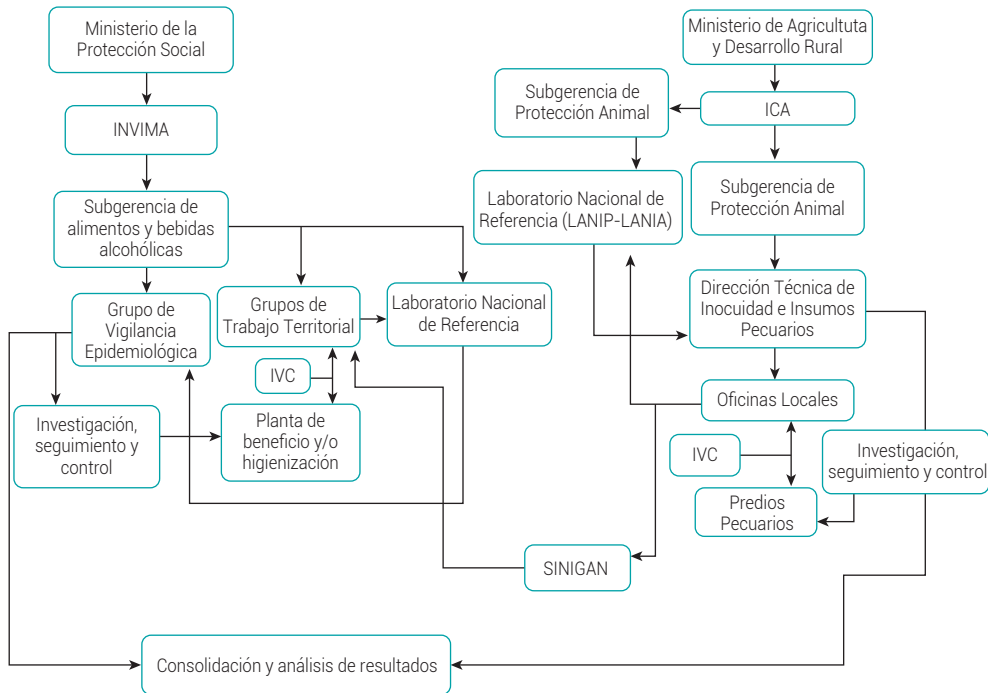 Ministerio de la
Protección Social
INVIMA
Subgerencia de
alimentos y bebidas
alcohólicas
Grupo de
Vigilancia
Epidemiológica
Grupos de
Trabajo Territorial
Laboratorio Nacional
de Referencia
IVC
Investigación,
seguimiento y
control
Planta de
beneficio y/o
higienización
Ministerio de Agricultuta
y Desarrollo Rural
Subgerencia de
Protección Animal
ICA
Laboratorio Nacional de
Referencia (LANIP-LANIA)
Subgerencia de
Protección Animal
Dirección Técnica de
Inocuidad e Insumos
Pecuarios
Oficinas Locales
IVC
Investigación,
seguimiento y control
Predios
Pecuarios
SINIGAN
Consolidación y análisis de resultados